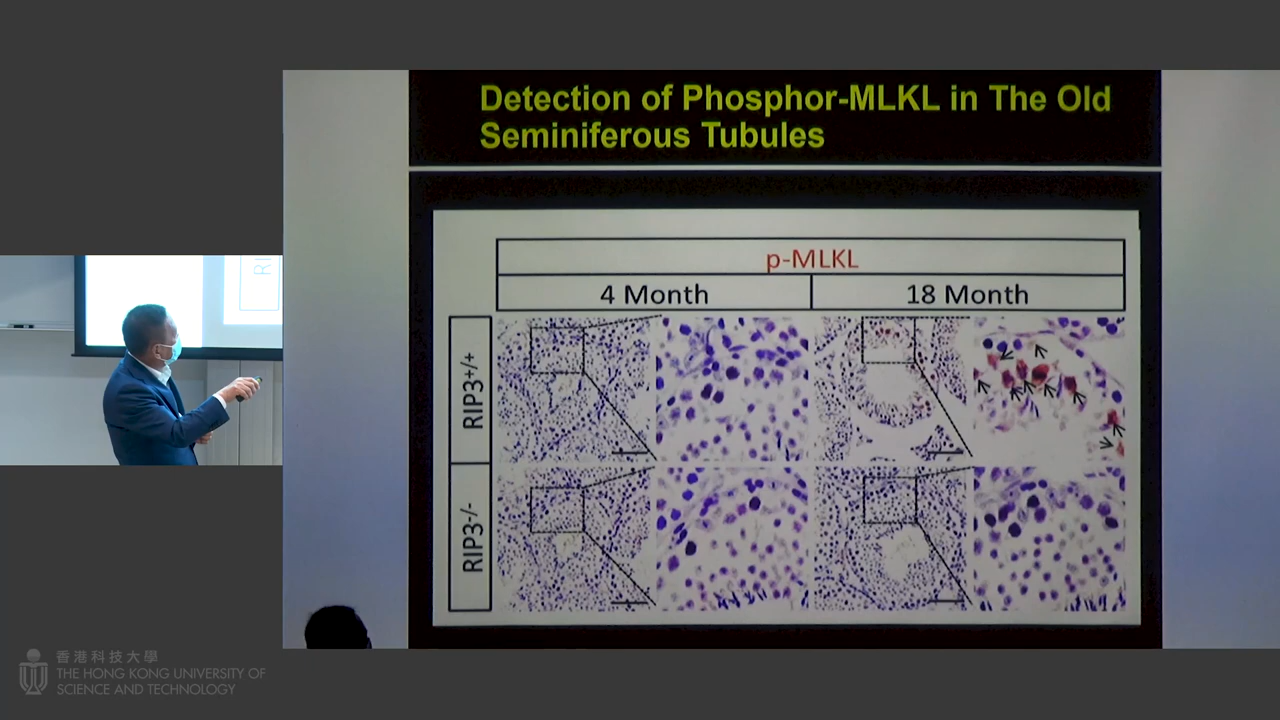 Detection of Phosphor-MLKL in The Old
Seminiferous Tubules
p-MLKL
4 Month
18 Month
RIP3+/+
RIP3-/-
RI
香港科技大學
THE HONG KONG UNIVERSITY OF
SCIENCE AND TECHNOLOGY